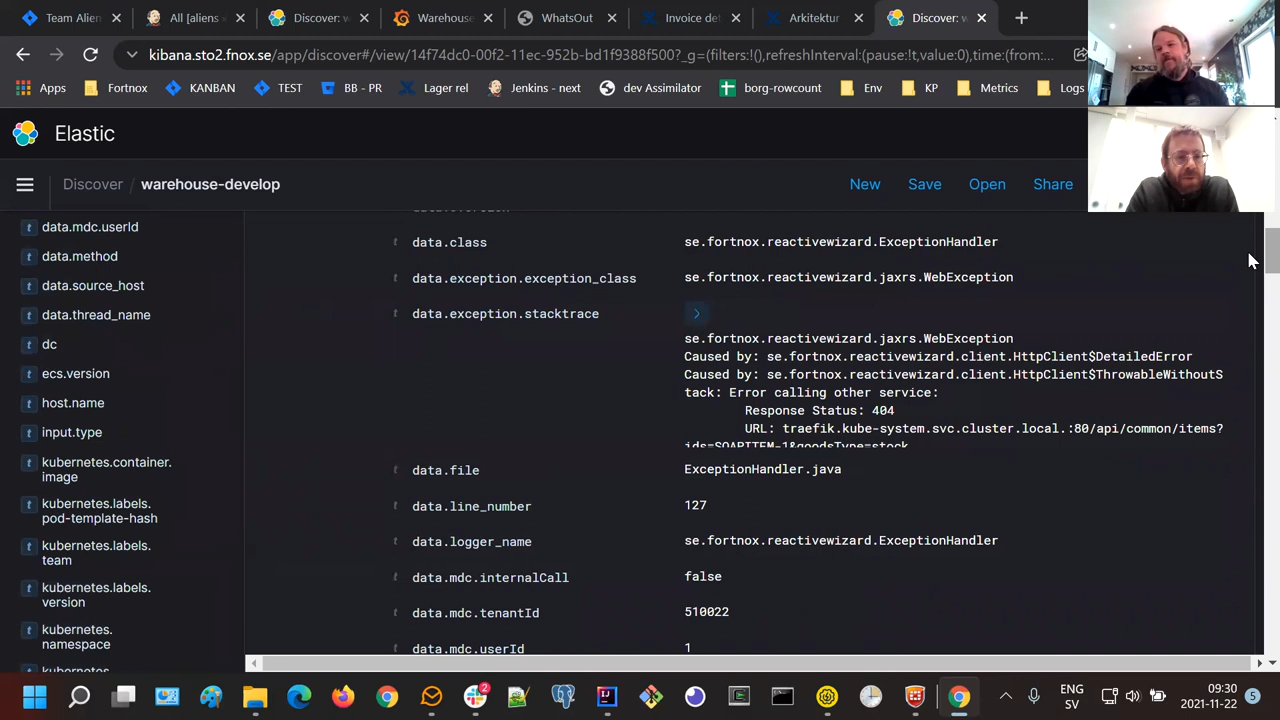 Team Alien
All [aliens
Discover: w
Warehouse
WhatsOut
Invoice det
Arkitektur
Discover: w
kibana.sto2.fnox.se/app/discover#/view/14f74dc0-00f2-11ec-952b-bd1f9388f500?_g=(filters:!(),refreshInterval:(pause:!t,value:0),time:(from:...
Apps
Fortnox
KANBAN
TEST
BB - PR
Lager rel
Jenkins - next
dev Assimilator
borg-rowcount
Env
KP
Metrics
Logs
Elastic
Discover / warehouse-develop
New Save Open Share
t data.mdc.userId
t data.method
t data.source_host
t data.thread_name
t dc
t ecs.version
t host.name
t input.type
t kubernetes.container.
image
t kubernetes.labels.
pod-template-hash
t kubernetes.labels.
team
t kubernetes.labels.
version
t kubernetes.
namespace
t data.class se.fortnox.reactivewizard.ExceptionHandler
t data.exception.exception_class se.fortnox.reactivewizard.jaxrs.WebException
t data.exception.stacktrace
se.fortnox.reactivewizard.jaxrs.WebException
Caused by: se.fortnox.reactivewizard.client.HttpClient$DetailedError
Caused by: se.fortnox.reactivewizard.client.HttpClient$ThrowableWithoutS
tack: Error calling other service:
Response Status: 404
URL: traefik.kube-system.svc.cluster.local.:80/api/common/items?
ids=SOAPITEM-1&goodsType=stock
t data.file ExceptionHandler.java
t data.line_number 127
t data.logger_name se.fortnox.reactivewizard.ExceptionHandler
t data.mdc.internalCall false
t data.mdc.tenantId 510022
t data.mdc.userId 1
2
ENG
SV
09:30
2021-11-22
5